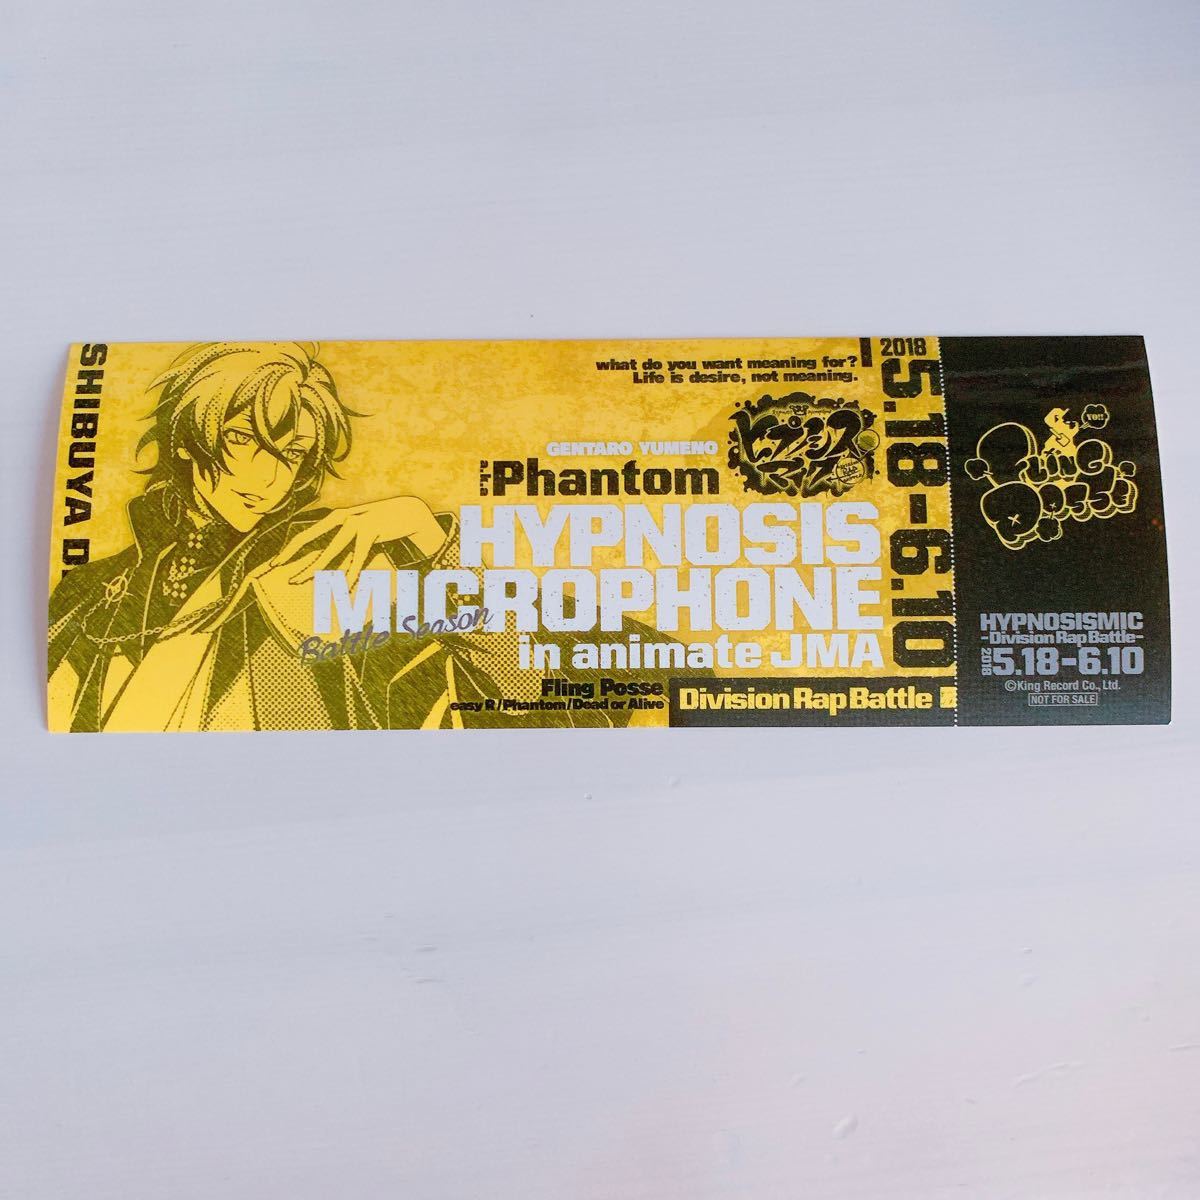 SHIBUYA D
what do you want meaning for?
Life is desire, not meaning.
GENTARO YUMENO
a.k.a
Phantom
ヒプノシスマイク
HYPNOSIS
MICROPHONE
Battle Season
in animate JMA
Fling Posse
easy R/Phantom/Dead or Alive
Division Rap Battle
2018
5.18-6.10
YO!!
FLING
POSSE
HYPNOSISMIC
-Division Rap Battle-
2018 5.18-6.10
©King Record Co., Ltd.
NOT FOR SALE